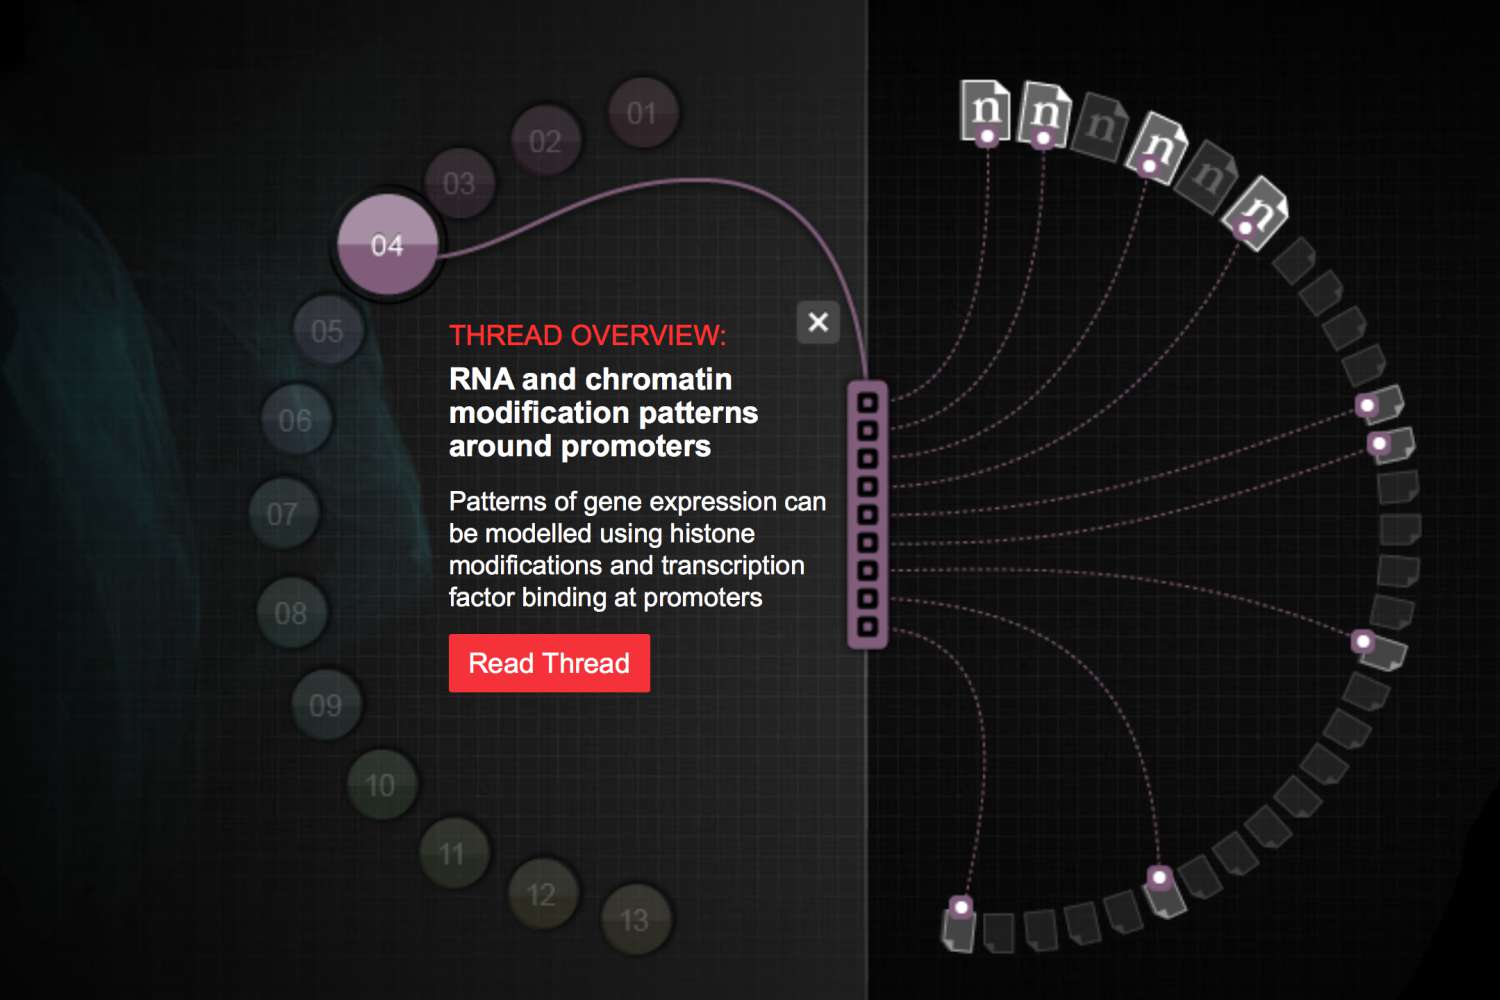 01
02
03
04
05
06
07
08
09
10
11
12
13
THREAD OVERVIEW:
RNA and chromatin
modification patterns
around promoters
Patterns of gene expression can
be modelled using histone
modifications and transcription
factor binding at promoters
Read Thread
n
n
n
n
n
n